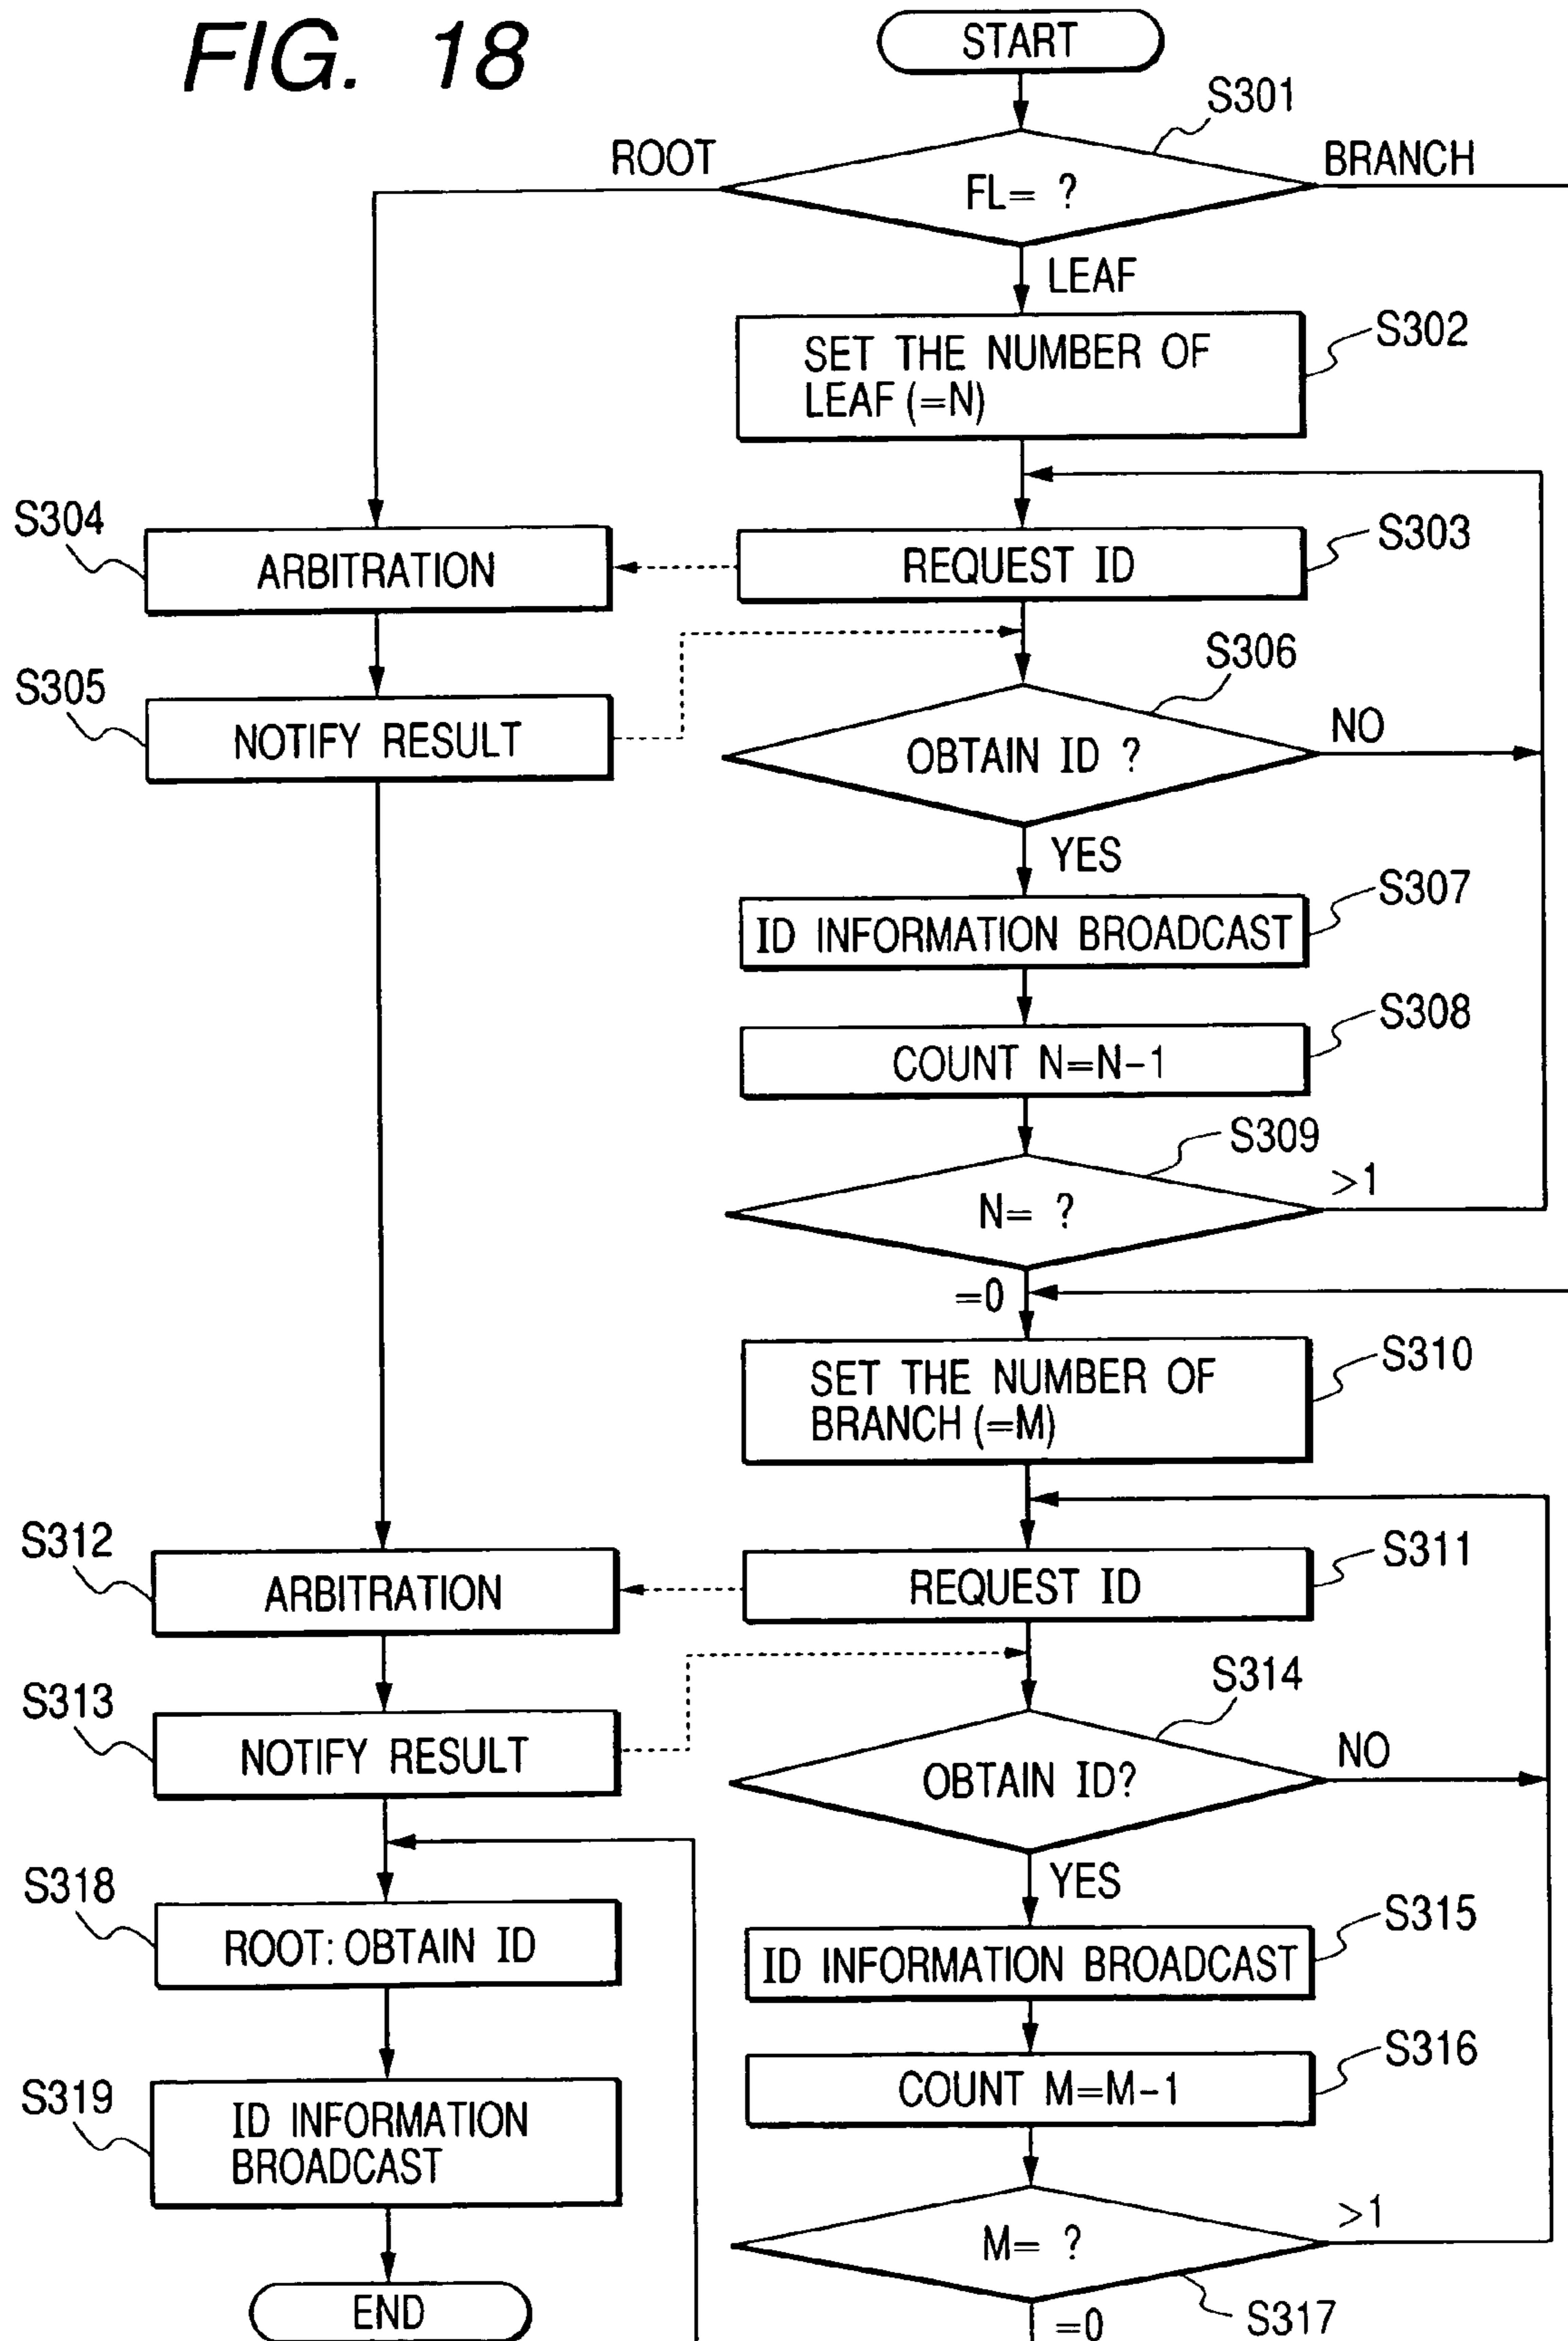 FIG. 18
START
S301
ROOT
BRANCH
FL= ?
LEAF
S302
SET THE NUMBER OF
LEAF (=N)
S304
S303
ARBITRATION
REQUEST ID
S305
S306
NOTIFY RESULT
OBTAIN ID ?
NO
YES
S307
ID INFORMATION BROADCAST
S308
COUNT N=N-1
S309
>1
N= ?
=0
S310
SET THE NUMBER OF
BRANCH (=M)
S312
S311
ARBITRATION
REQUEST ID
S313
S314
NOTIFY RESULT
OBTAIN ID?
NO
S318
YES
S315
ROOT: OBTAIN ID
ID INFORMATION BROADCAST
S316
S319
COUNT M=M-1
ID INFORMATION
BROADCAST
>1
M= ?
END
=0
S317